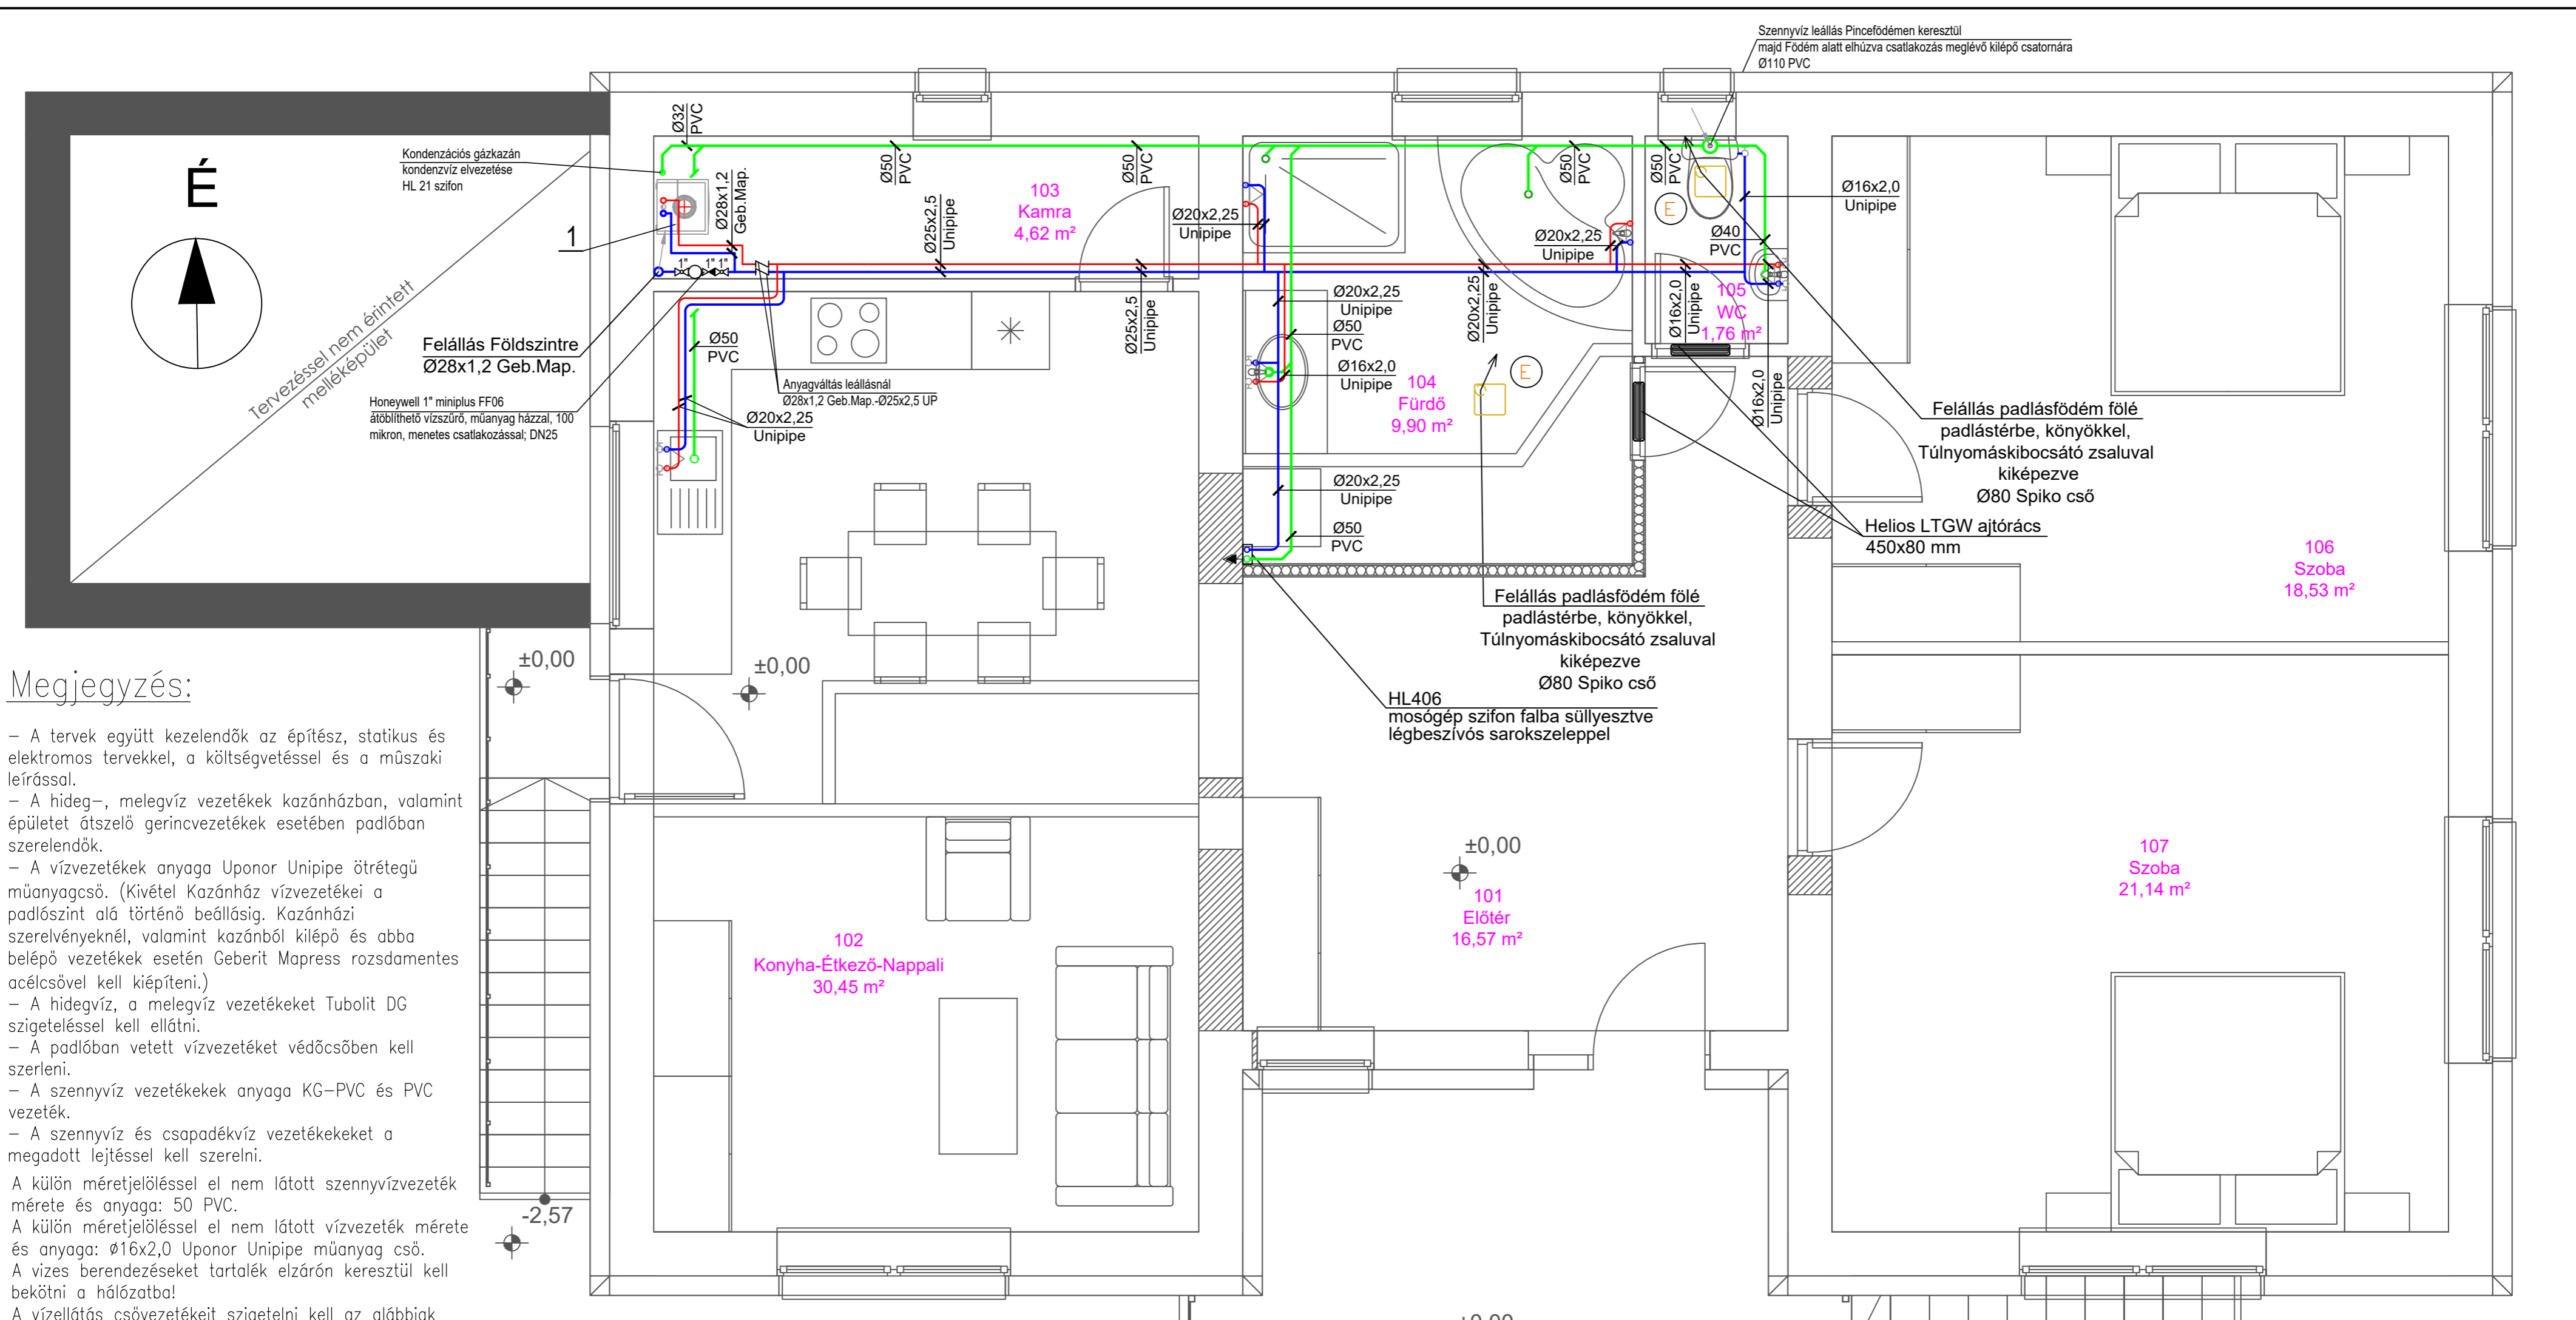 Szennyvíz leállás Pincefödémen keresztül
majd Födém alatt elhúzva csatlakozás meglévő kilépő csatornára
Ø110 PVC
É
Tervezéssel nem érintett
melléképület
Kondenzációs gázkazán
kondenzvíz elvezetése
HL 21 szifon
1
Felállás Földszintre
Ø28x1,2 Geb.Map.
Honeywell 1" miniplus FF06
átöblíthető vízszűrő, műanyag házzal, 100
mikron, menetes csatlakozással; DN25
Ø32
PVC
Ø28x1,2
Geb.Map.
1"
1"
1"
Ø50
PVC
Ø25x2,5
Unipipe
103
Kamra
4,62 m²
Ø50
PVC
Ø25x2,5
Unipipe
Ø50
PVC
Anyagváltás leállásnál
Ø28x1,2 Geb.Map.-Ø25x2,5 UP
Ø20x2,25
Unipipe
Ø20x2,25
Unipipe
Ø20x2,25
Unipipe
Ø50
PVC
Ø16x2,0
Unipipe
104
Fürdő
9,90 m²
E
Ø20x2,25
Unipipe
Ø20x2,25
Unipipe
Ø50
PVC
Ø20x2,25
Unipipe
Ø50
PVC
Ø50
PVC
E
Ø40
PVC
Ø16x2,0
Unipipe
105
WC
1,76 m²
Ø16x2,0
Unipipe
Ø16x2,0
Unipipe
Felállás padlásfödém fölé
padlástérbe, könyökkel,
Túlnyomáskibocsátó zsaluval
kiképezve
Ø80 Spiko cső
Helios LTGW ajtórács
450x80 mm
Felállás padlásfödém fölé
padlástérbe, könyökkel,
Túlnyomáskibocsátó zsaluval
kiképezve
Ø80 Spiko cső
HL406
mosógép szifon falba süllyesztve
légbeszívós sarokszeleppel
106
Szoba
18,53 m²
107
Szoba
21,14 m²
±0,00
101
Előtér
16,57 m²
102
Konyha-Étkező-Nappali
30,45 m²
±0,00
±0,00
-2,57
±0,00
Megjegyzés:
– A tervek együtt kezelendõk az építész, statikus és
elektromos tervekkel, a költségvetéssel és a mûszaki
leírással.
– A hideg–, melegvíz vezetékek kazánházban, valamint
épületet átszelő gerincvezetékek esetében padlóban
szerelendők.
– A vízvezetékek anyaga Uponor Unipipe ötrétegű
műanyagcső. (Kivétel Kazánház vízvezetékei a
padlószint alá történő beállásig. Kazánházi
szerelvényeknél, valamint kazánból kilépő és abba
belépő vezetékek esetén Geberit Mapress rozsdamentes
acélcsövel kell kiépíteni.)
– A hidegvíz, a melegvíz vezetékeket Tubolit DG
szigeteléssel kell ellátni.
– A padlóban vetett vízvezetéket védõcsõben kell
szerleni.
– A szennyvíz vezetékekek anyaga KG–PVC és PVC
vezeték.
– A szennyvíz és csapadékvíz vezetékekeket a
megadott lejtéssel kell szerelni.
A külön méretjelöléssel el nem látott szennyvízvezeték
mérete és anyaga: 50 PVC.
A külön méretjelöléssel el nem látott vízvezeték mérete
és anyaga: ø16x2,0 Uponor Unipipe műanyag cső.
A vizes berendezéseket tartalék elzárón keresztül kell
bekötni a hálózatba!
A vízellátás csővezetékeit szigetelni kell az alábbiak